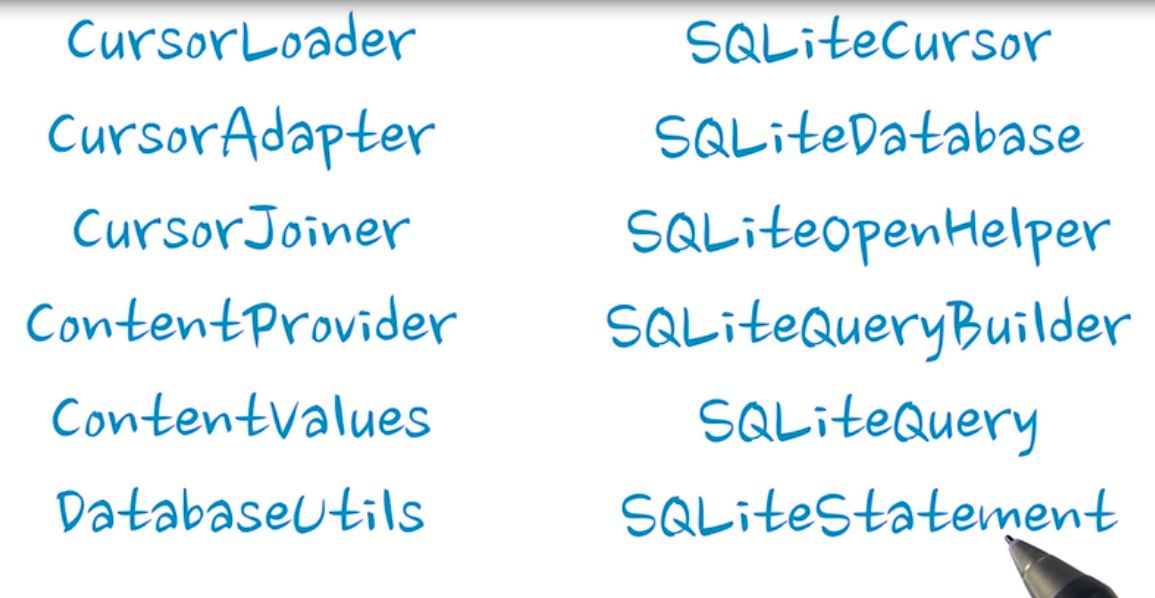 CursorLoader
CursorAdapter
CursorJoiner
ContentProvider
ContentValues
DatabaseUtils
SQLiteCursor
SQLiteDatabase
SQLiteOpenHelper
SQLiteQueryBuilder
SQLiteQuery
SQLiteStatement